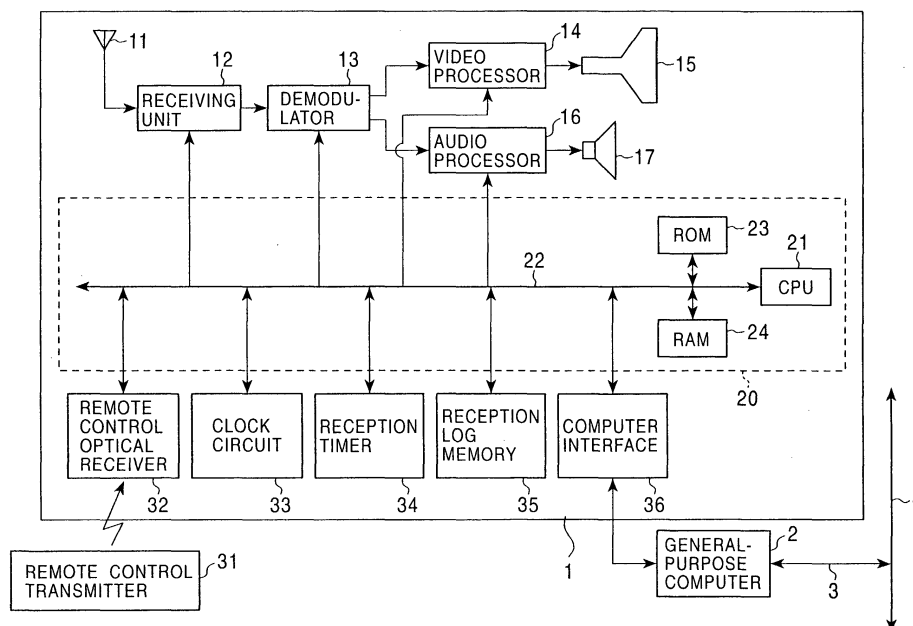 11
12
RECEIVING
UNIT
13
DEMODU-
LATOR
14
VIDEO
PROCESSOR
15
16
AUDIO
PROCESSOR
17
22
ROM
23
21
CPU
RAM
24
20
REMOTE
CONTROL
OPTICAL
RECEIVER
32
CLOCK
CIRCUIT
33
RECEPTION
TIMER
34
RECEPTION
LOG
MEMORY
35
COMPUTER
INTERFACE
36
REMOTE CONTROL
TRANSMITTER
31
1
GENERAL-
PURPOSE
COMPUTER
2
3